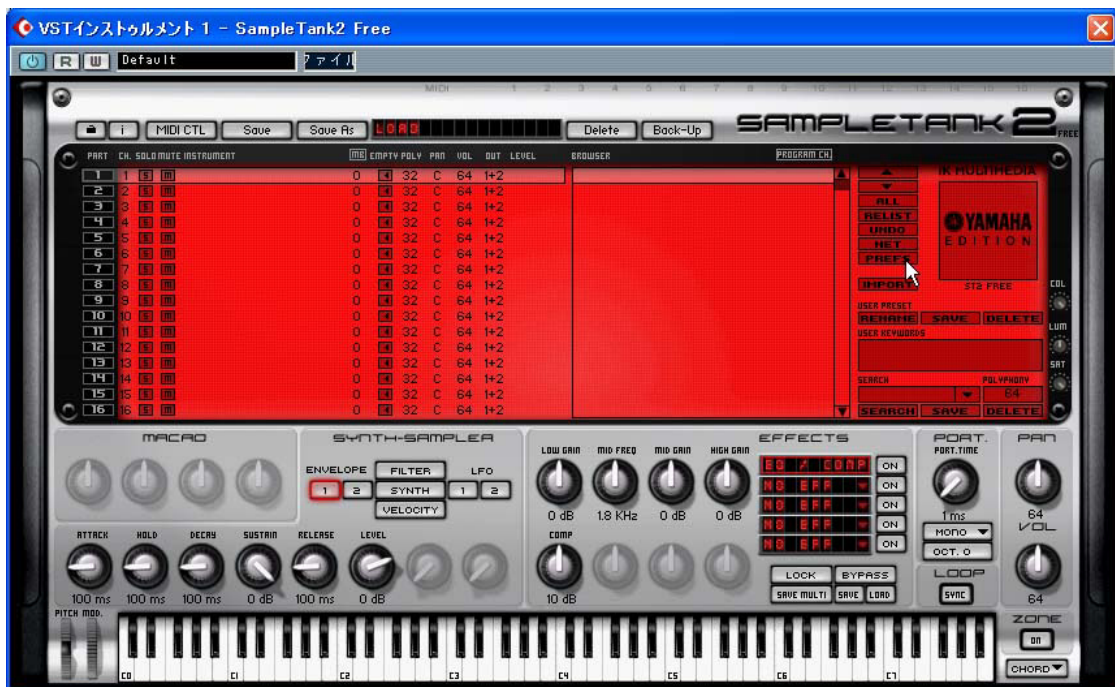 VSTインストゥルメント 1 - SampleTank2 Free
R W Default ファイル
MIDI 1 2 3 4 5 6 7 8 9 10 11 12 13 14 15
i MIDI CTL Save Save As LOAD Delete Back-Up SAMPLETANK 2 FREE
PART CH. SOLO MUTE INSTRUMENT ME EMPTY POLY PAN VOL OUT LEVEL BROWSER PROGRAM CH.
1 1 S M 0 32 C 64 1+2
2 2 S M 0 32 C 64 1+2
3 3 S M 0 32 C 64 1+2
4 4 S M 0 32 C 64 1+2
5 5 S M 0 32 C 64 1+2
6 6 S M 0 32 C 64 1+2
7 7 S M 0 32 C 64 1+2
8 8 S M 0 32 C 64 1+2
9 9 S M 0 32 C 64 1+2
10 10 S M 0 32 C 64 1+2
11 11 S M 0 32 C 64 1+2
12 12 S M 0 32 C 64 1+2
13 13 S M 0 32 C 64 1+2
14 14 S M 0 32 C 64 1+2
15 15 S M 0 32 C 64 1+2
16 16 S M 0 32 C 64 1+2
IK MULTIMEDIA
ALL
RELIST
UNDO
NET
PREFS
IMPORT
YAMAHA
EDITION
ST2 FREE
USER PRESET
RENAME SAVE DELETE
USER KEYWORDS
SEARCH POLYPHONY
64
SEARCH SAVE DELETE
COL
LUM
SAT
MACRO
SYNTH-SAMPLER
ENVELOPE FILTER LFO
1 2 SYNTH 1 2
VELOCITY
ATTACK HOLD DECAY SUSTAIN RELEASE LEVEL
100 ms 100 ms 100 ms 0 dB 100 ms 0 dB
EFFECTS
LOW GAIN MID FREQ MID GAIN HIGH GAIN
0 dB 1.8 KHz 0 dB 0 dB
COMP
10 dB
EQ / COMP ON
NO EFF ON
NO EFF ON
NO EFF ON
NO EFF ON
LOCK BYPASS
SAVE MULTI SAVE LOAD
PORT.
PORT.TIME
1 ms
MONO
OCT. 0
LOOP
SYNC
PAN
64
VOL
64
PITCH MOD.
C0 C1 C2 C3 C4 C5 C6 C7
ZONE
ON
CHORD